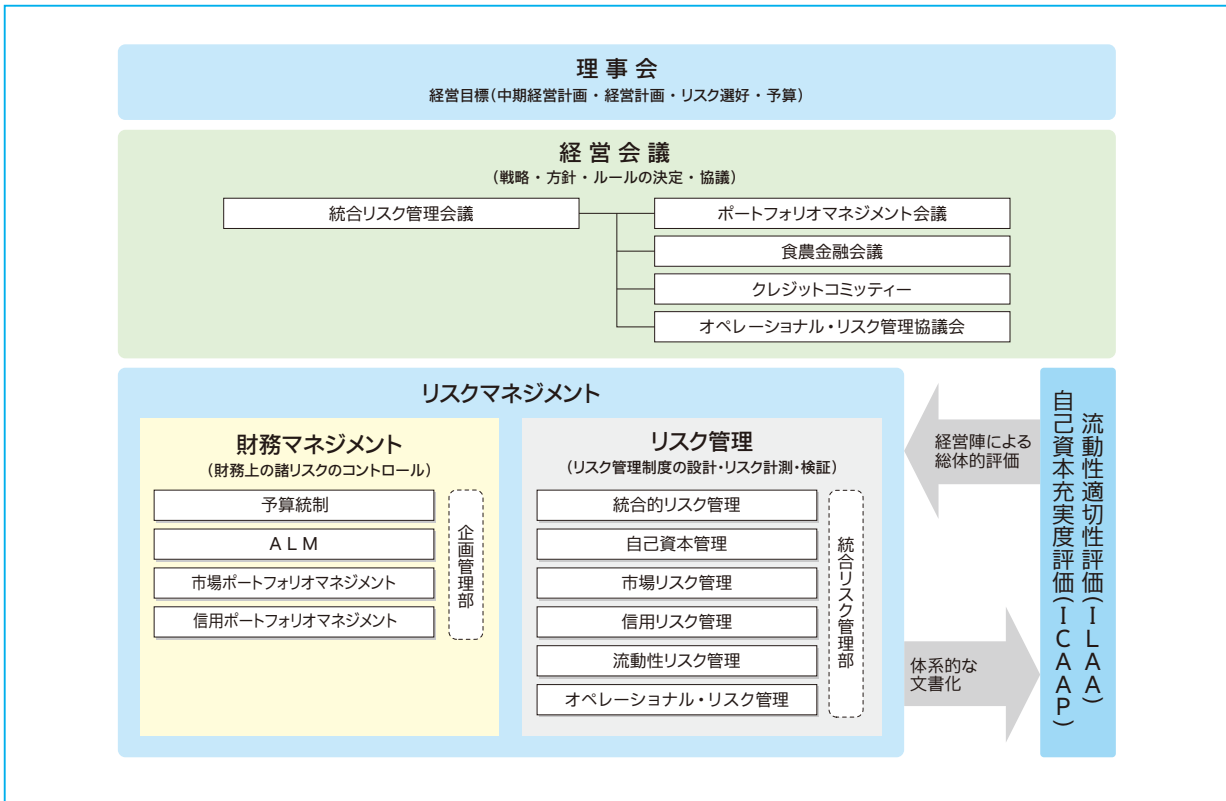 理事会
経営目標(中期経営計画・経営計画・リスク選好・予算)
経営会議
(戦略・方針・ルールの決定・協議)
統合リスク管理会議
ポートフォリオマネジメント会議
食農金融会議
クレジットコミッティー
オペレーショナル・リスク管理協議会
リスクマネジメント
財務マネジメント
(財務上の諸リスクのコントロール)
予算統制
ALM
市場ポートフォリオマネジメント
信用ポートフォリオマネジメント
企画管理部
リスク管理
(リスク管理制度の設計・リスク計測・検証)
統合的リスク管理
自己資本管理
市場リスク管理
信用リスク管理
流動性リスク管理
オペレーショナル・リスク管理
統合リスク管理部
経営陣による
総体的評価
体系的な
文書化
流動性適切性評価(ILAA)
自己資本充実度評価(ICAAP)